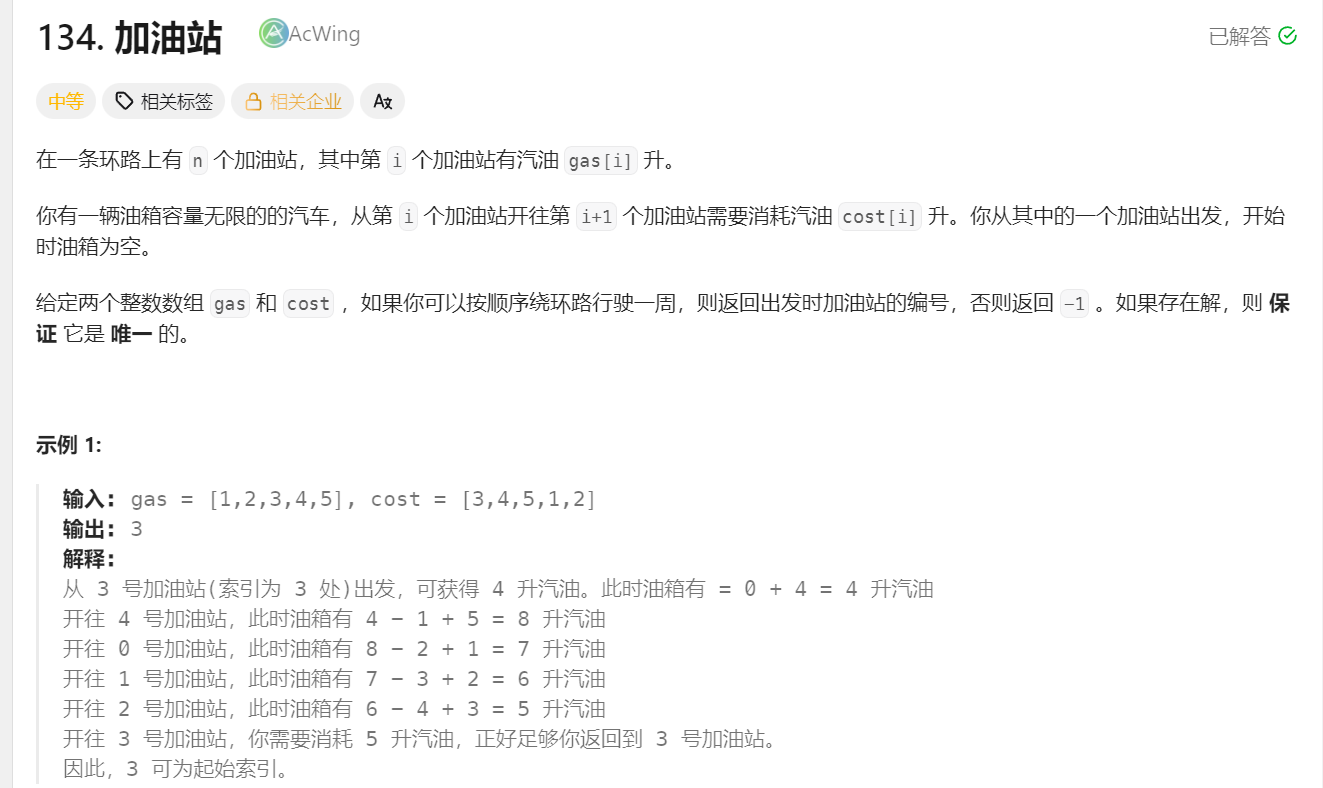 134. 加油站
AcWing
已解答
中等
相关标签
相关企业
在一条环路上有 n 个加油站，其中第 i 个加油站有汽油 gas[i] 升。
你有一辆油箱容量无限的的汽车，从第 i 个加油站开往第 i+1 个加油站需要消耗汽油 cost[i] 升。你从其中的一个加油站出发，开始
时油箱为空。
给定两个整数数组 gas 和 cost ，如果你可以按顺序绕环路行驶一周，则返回出发时加油站的编号，否则返回 -1 。如果存在解，则 保
证 它是 唯一 的。
示例 1:
输入: gas = [1,2,3,4,5], cost = [3,4,5,1,2]
输出: 3
解释:
从 3 号加油站(索引为 3 处)出发，可获得 4 升汽油。此时油箱有 = 0 + 4 = 4 升汽油
开往 4 号加油站，此时油箱有 4 - 1 + 5 = 8 升汽油
开往 0 号加油站，此时油箱有 8 - 2 + 1 = 7 升汽油
开往 1 号加油站，此时油箱有 7 - 3 + 2 = 6 升汽油
开往 2 号加油站，此时油箱有 6 - 4 + 3 = 5 升汽油
开往 3 号加油站，你需要消耗 5 升汽油，正好足够你返回到 3 号加油站。
因此，3 可为起始索引。